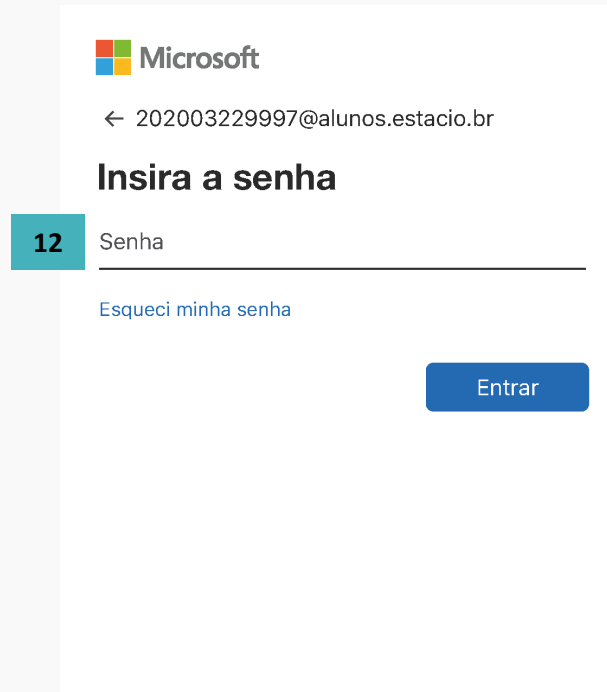 Microsoft
← 202003229997@alunos.estacio.br
Insira a senha
12
Senha
Esqueci minha senha
Entrar